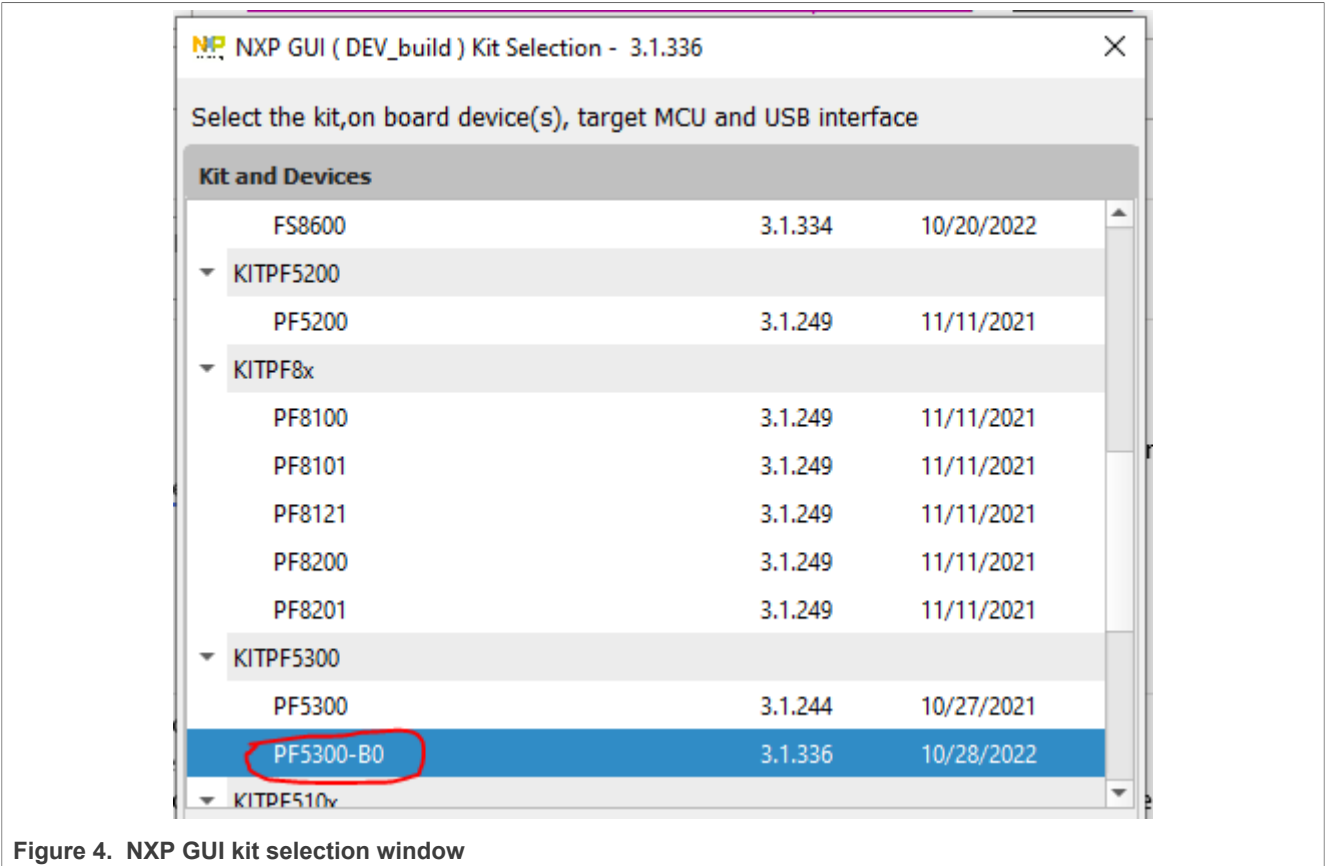 NXP GUI ( DEV_build ) Kit Selection - 3.1.336
Select the kit,on board device(s), target MCU and USB interface
Kit and Devices
FS8600 3.1.334 10/20/2022
KITPF5200
PF5200 3.1.249 11/11/2021
KITPF8x
PF8100 3.1.249 11/11/2021
PF8101 3.1.249 11/11/2021
PF8121 3.1.249 11/11/2021
PF8200 3.1.249 11/11/2021
PF8201 3.1.249 11/11/2021
KITPF5300
PF5300 3.1.244 10/27/2021
PF5300-B0 3.1.336 10/28/2022
KITPF510x
Figure 4. NXP GUI kit selection window